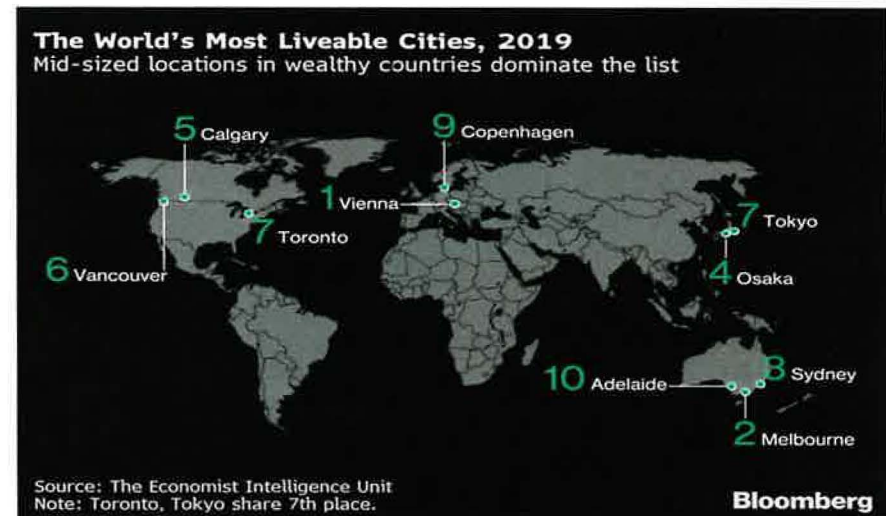 The World's Most Liveable Cities, 2019
Mid-sized locations in wealthy countries dominate the list
5 Calgary
9 Copenhagen
1 Vienna
7 Toronto
7 Tokyo
6 Vancouver
4 Osaka
10 Adelaide
3 Sydney
2 Melbourne
Source: The Economist Intelligence Unit
Note: Toronto, Tokyo share 7th place.
Bloomberg